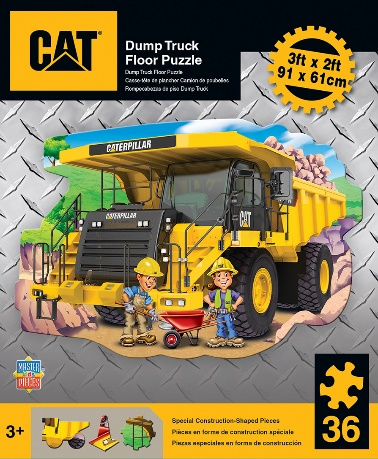 CAT
Dump Truck
Floor Puzzle
Dump Truck Floor Puzzle
Casse-tête de plancher Camion de poubelles
Rompecabezas de piso Dump Truck
3ft x 2ft
91 x 61cm
CATERPILLAR
CATERPILLAR
CATERPILLAR
CAT
MASTER
PIECES
3+
Special Construction-Shaped Pieces
Pièces en forme de construction spéciale
Piezas especiales en forma de construcción
36